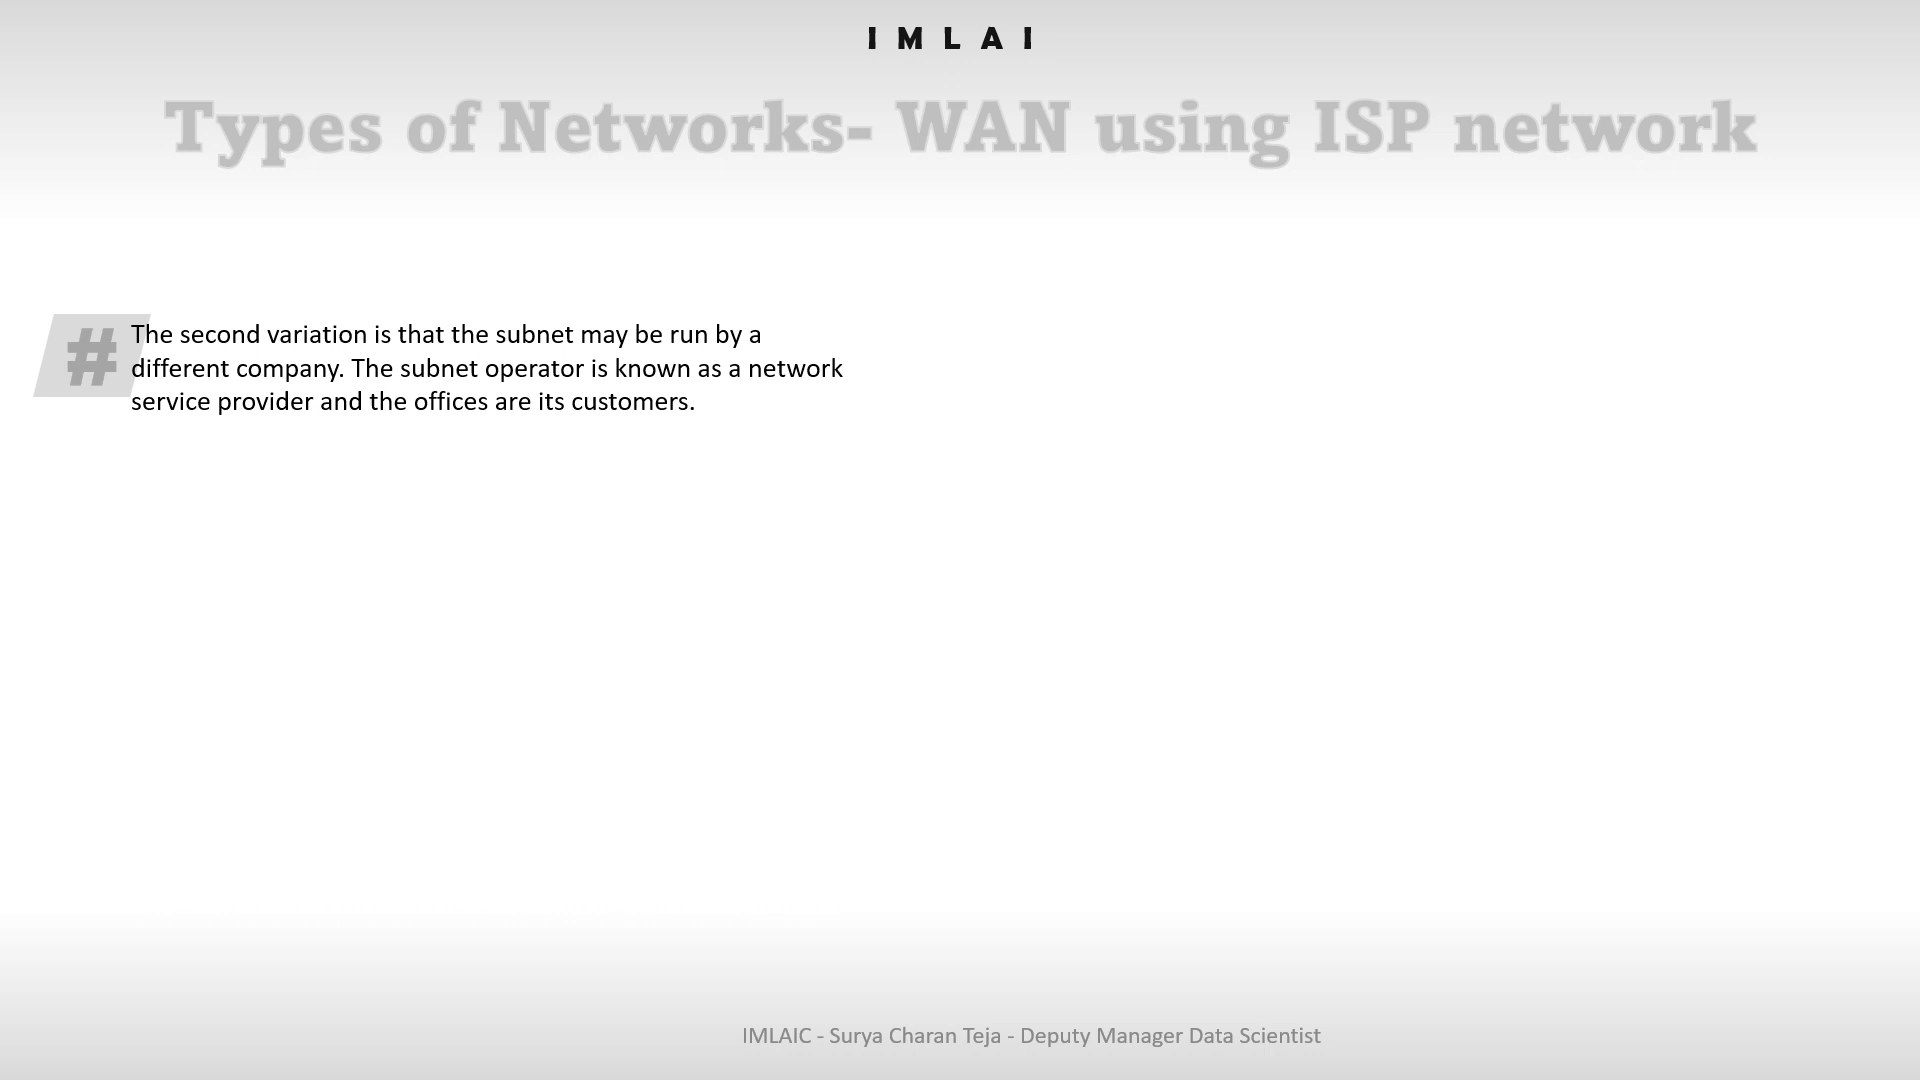 IMLAI
Types of Networks- WAN using ISP network
#
The second variation is that the subnet may be run by a
different company. The subnet operator is known as a network
service provider and the offices are its customers.
IMLAIC - Surya Charan Teja - Deputy Manager Data Scientist